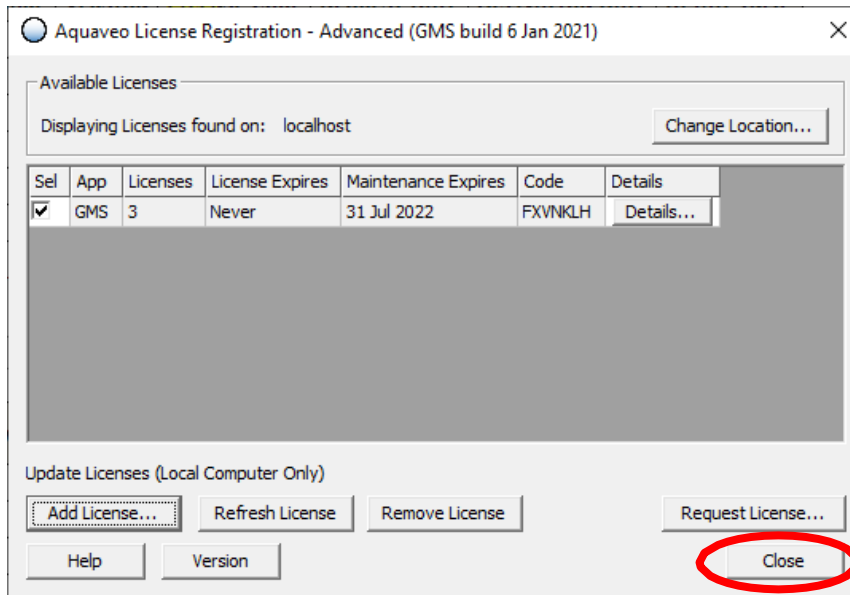 Aquaveo License Registration - Advanced (GMS build 6 Jan 2021)
Available Licenses
Displaying Licenses found on: localhost
Change Location...
Sel App Licenses License Expires Maintenance Expires Code Details
GMS 3 Never 31 Jul 2022 FXVNKLH Details...
Update Licenses (Local Computer Only)
Add License... Refresh License Remove License Request License...
Help Version Close